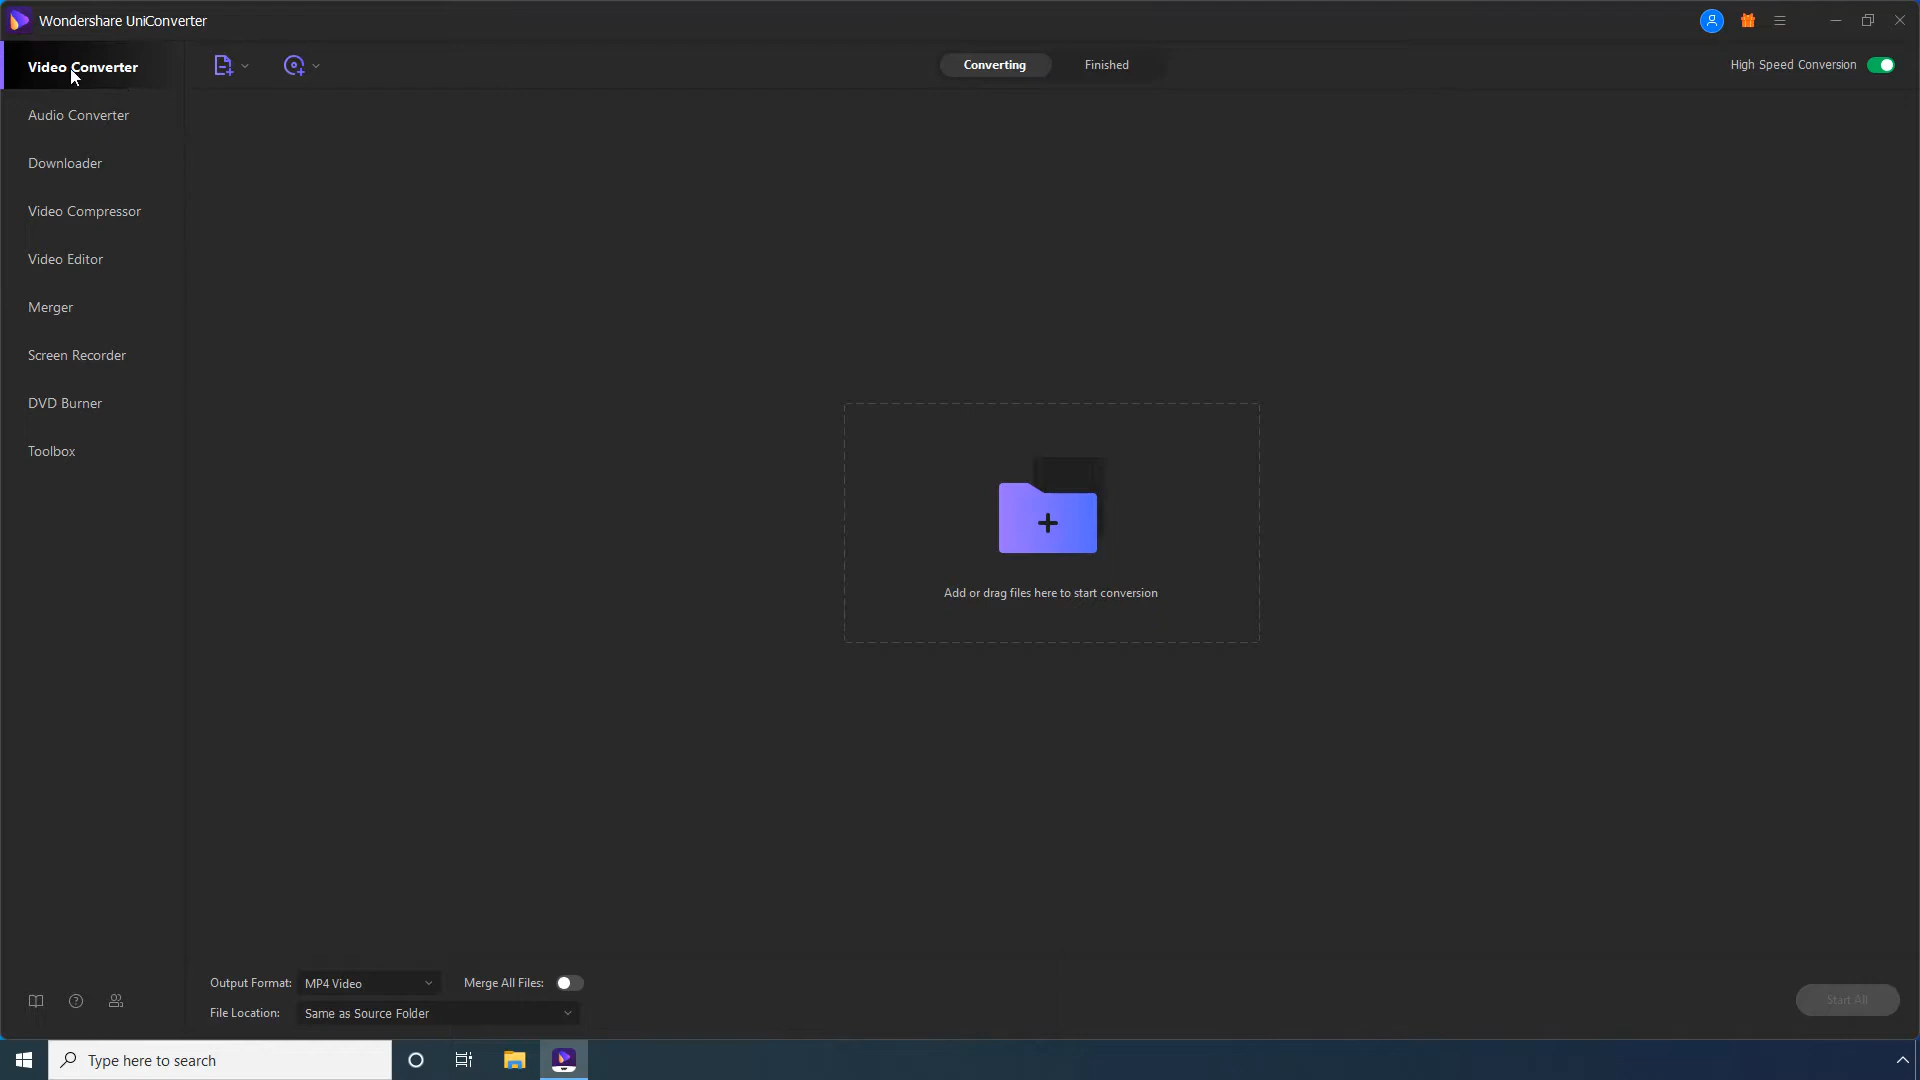 Wondershare UniConverter
Video Converter
Audio Converter
Downloader
Video Compressor
Video Editor
Merger
Screen Recorder
DVD Burner
Toolbox
Converting
Finished
High Speed Conversion
Add or drag files here to start conversion
Output Format: MP4 Video
Merge All Files:
File Location: Same as Source Folder
Start All
Type here to search